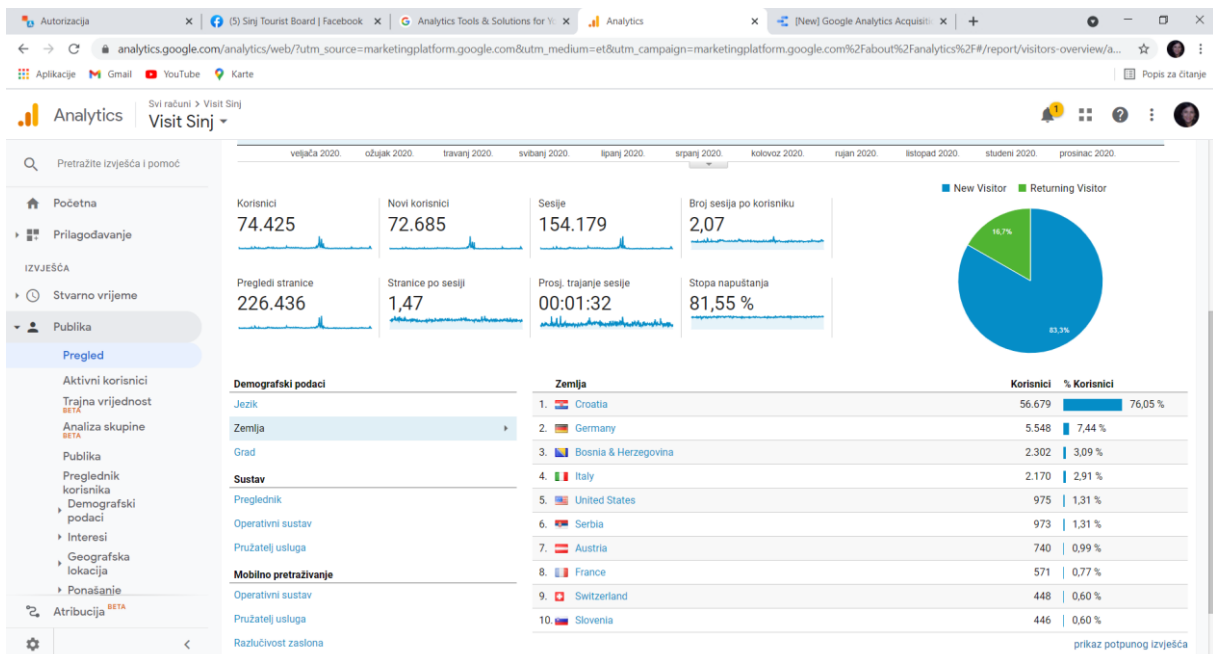 Autorizacija
(5) Sinj Tourist Board | Facebook
Analytics Tools & Solutions for Y
Analytics
[New] Google Analytics Acquisiti
analytics.google.com/analytics/web/?utm_source=marketingplatform.google.com&utm_medium=et&utm_campaign=marketingplatform.google.com%2Fabout%2Fanalytics%2F#/report/visitors-overview/a...
Aplikacije Gmail YouTube Karte Popis za čitanje
Analytics
Svi računi > Visit Sinj
Visit Sinj
1
Pretražite izvješća i pomoć
Početna
Prilagođavanje
IZVJEŠĆA
Stvarno vrijeme
Publika
Pregled
Aktivni korisnici
Trajna vrijednost
BETA
Analiza skupine
BETA
Publika
Preglednik
korisnika
Demografski
podaci
Interesi
Geografska
lokacija
Ponašanje
Atribucija BETA
veljača 2020. ožujak 2020. travanj 2020. svibanj 2020. lipanj 2020. srpanj 2020. kolovoz 2020. rujan 2020. listopad 2020. studeni 2020. prosinac 2020.
Korisnici
74.425
Novi korisnici
72.685
Sesije
154.179
Broj sesija po korisniku
2,07
Pregledi stranice
226.436
Stranice po sesiji
1,47
Prosj. trajanje sesije
00:01:32
Stopa napuštanja
81,55 %
New Visitor Returning Visitor
16,7%
83,3%
Demografski podaci
Jezik
Zemlja
Grad
Sustav
Preglednik
Operativni sustav
Pružatelj usluga
Mobilno pretraživanje
Operativni sustav
Pružatelj usluga
Razlučivost zaslona
Zemlja Korisnici % Korisnici
1. Croatia 56.679 76,05 %
2. Germany 5.548 7,44 %
3. Bosnia & Herzegovina 2.302 3,09 %
4. Italy 2.170 2,91 %
5. United States 975 1,31 %
6. Serbia 973 1,31 %
7. Austria 740 0,99 %
8. France 571 0,77 %
9. Switzerland 448 0,60 %
10. Slovenia 446 0,60 %
prikaz potpunog izvješća